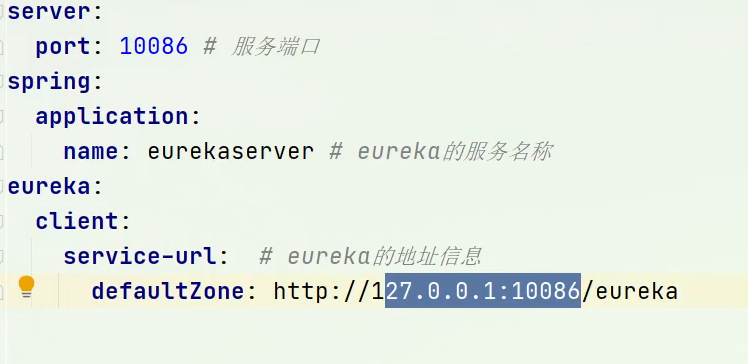 server:
  port: 10086 # 服务端口
spring:
  application:
    name: eurekaserver # eureka的服务名称
eureka:
  client:
    service-url:  # eureka的地址信息
      defaultZone: http://127.0.0.1:10086/eureka